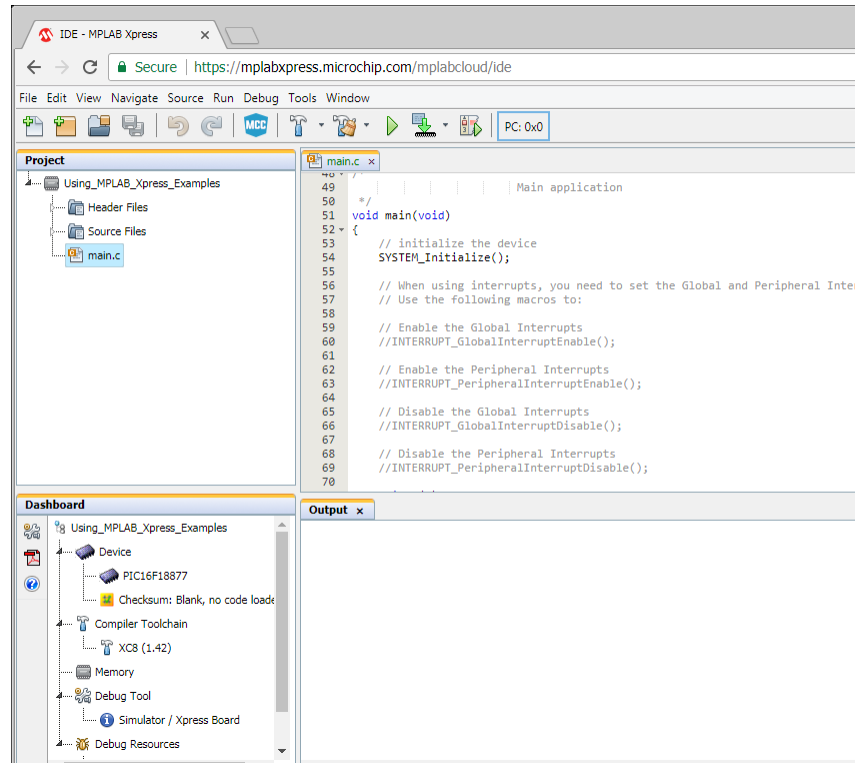 IDE - MPLAB Xpress
Secure | https://mplabxpress.microchip.com/mplabcloud/ide
File Edit View Navigate Source Run Debug Tools Window
MCC
PC: 0x0
Project
Using_MPLAB_Xpress_Examples
Header Files
Source Files
main.c
main.c x
48 /*
49 Main application
50 */
51 void main(void)
52 {
53 // initialize the device
54 SYSTEM_Initialize();
55
56 // When using interrupts, you need to set the Global and Peripheral Inte
57 // Use the following macros to:
58
59 // Enable the Global Interrupts
60 //INTERRUPT_GlobalInterruptEnable();
61
62 // Enable the Peripheral Interrupts
63 //INTERRUPT_PeripheralInterruptEnable();
64
65 // Disable the Global Interrupts
66 //INTERRUPT_GlobalInterruptDisable();
67
68 // Disable the Peripheral Interrupts
69 //INTERRUPT_PeripheralInterruptDisable();
70
Dashboard
Using_MPLAB_Xpress_Examples
Device
PIC16F18877
Checksum: Blank, no code loade
Compiler Toolchain
XC8 (1.42)
Memory
Debug Tool
Simulator / Xpress Board
Debug Resources
Output x